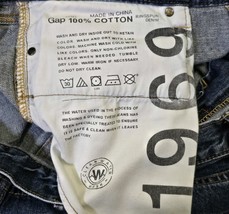 MADE IN CHINA
Gap 100% COTTON
WASH AND DRY INSIDE OUT TO RETAIN
COLOR. WASH AND DRY WITH LIKE
COLORS. MACHINE WASH COLD WITH
LIKE COLORS. ONLY NON-CHLORINE
BLEACH WHEN NEEDED. TUMBLE
DRY LOW. WARM IRON IF NECESSARY.
DO NOT DRY CLEAN.
THE WATER USED IN THE PROCESS OF
WASHING & DYEING THESE JEANS HAS
BEEN SPECIALLY TREATED TO ENSURE
IT IS SAFE & CLEAN WHEN IT LEAVES
THE FACTORY.
W
1969